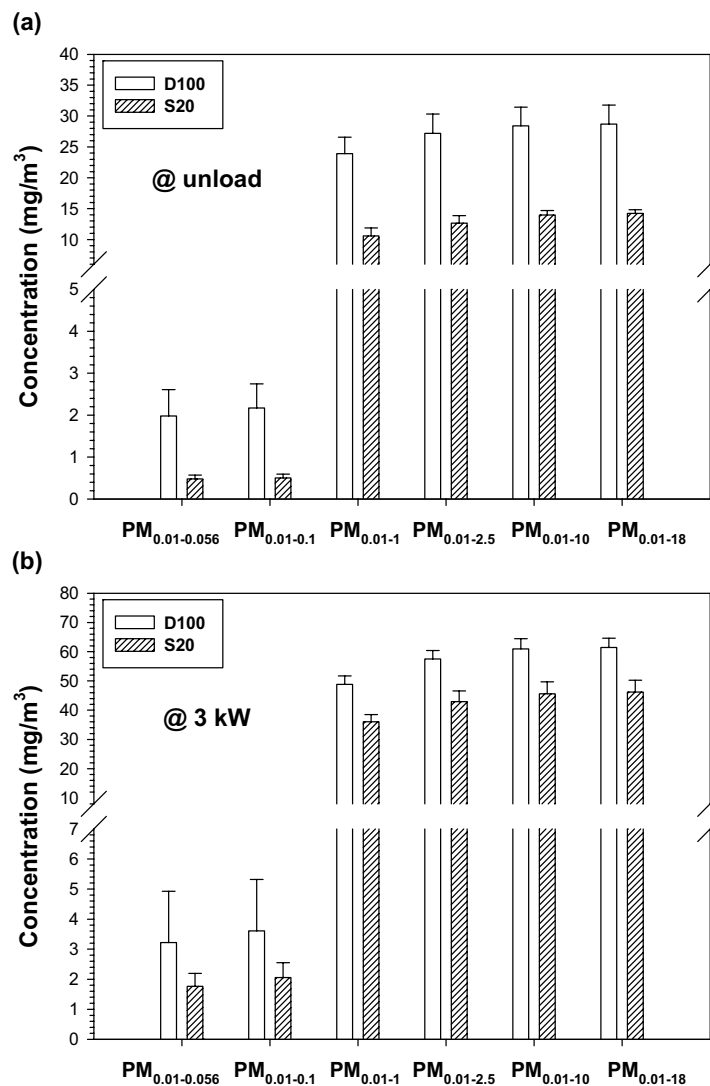 (a)
40
35
30
25
20
15
10
5
4
3
2
1
0
Concentration (mg/m³)
D100
S20
@ unload
PM₀.₀₁₋₀.₀₅₆ PM₀.₀₁₋₀.₁ PM₀.₀₁₋₁ PM₀.₀₁₋₂.₅ PM₀.₀₁₋₁₀ PM₀.₀₁₋₁₈
(b)
80
70
60
50
40
30
20
10
7
6
5
4
3
2
1
0
Concentration (mg/m³)
D100
S20
@ 3 kW
PM₀.₀₁₋₀.₀₅₆ PM₀.₀₁₋₀.₁ PM₀.₀₁₋₁ PM₀.₀₁₋₂.₅ PM₀.₀₁₋₁₀ PM₀.₀₁₋₁₈